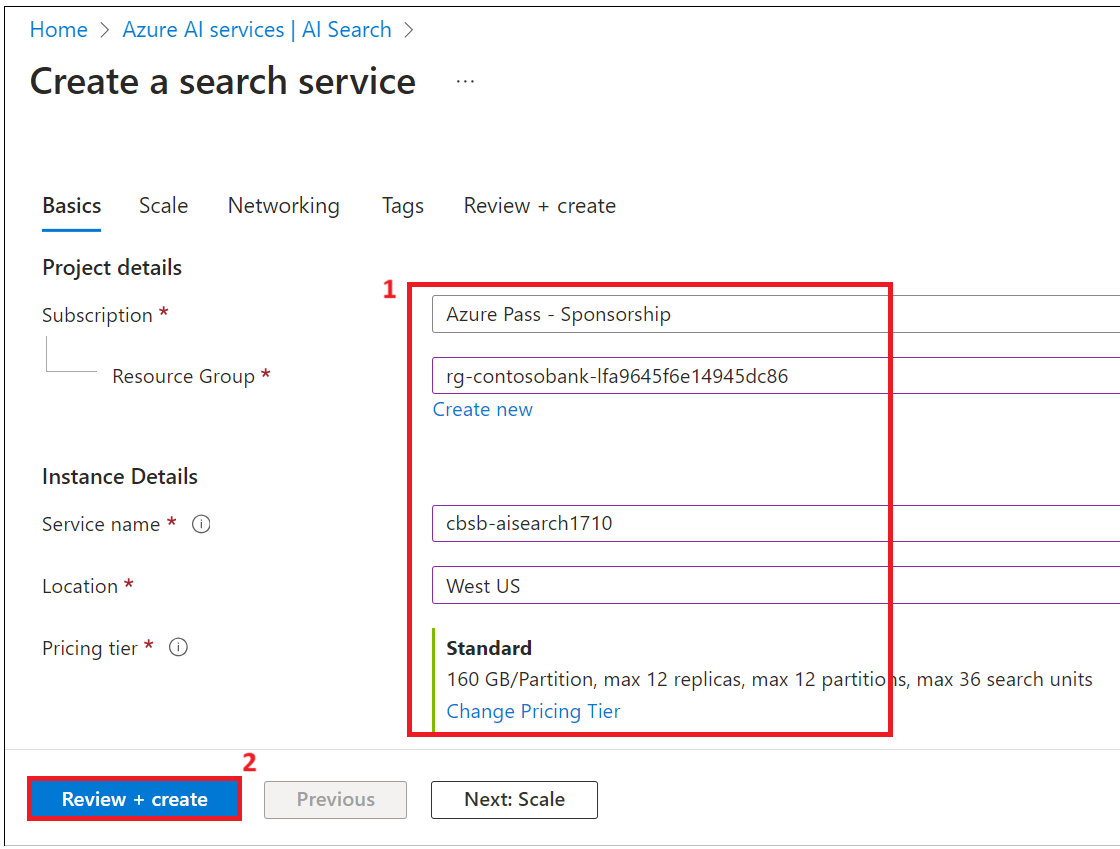 Home > Azure AI services | AI Search >
Create a search service ...
Basics Scale Networking Tags Review + create
Project details
1
Subscription * Azure Pass - Sponsorship
Resource Group * rg-contosobank-lfa9645f6e14945dc86
Create new
Instance Details
Service name * cbsb-aisearch1710
Location * West US
Pricing tier * Standard
160 GB/Partition, max 12 replicas, max 12 partitions, max 36 search units
Change Pricing Tier
2
Review + create Previous Next: Scale